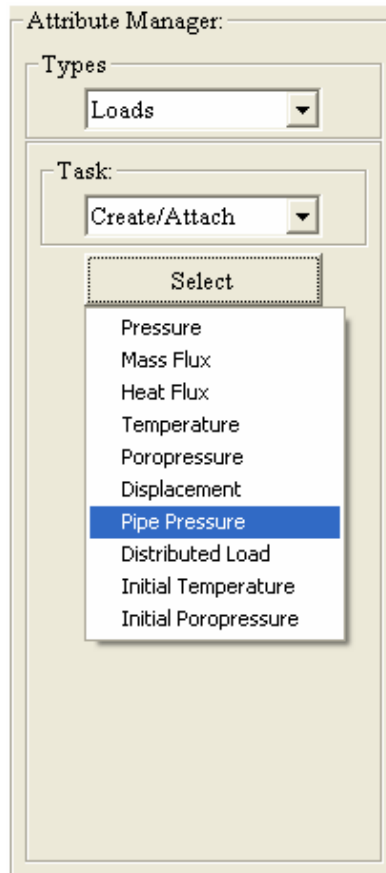 Attribute Manager:
Types
Loads
Task:
Create/Attach
Select
Pressure
Mass Flux
Heat Flux
Temperature
Poropressure
Displacement
Pipe Pressure
Distributed Load
Initial Temperature
Initial Poropressure